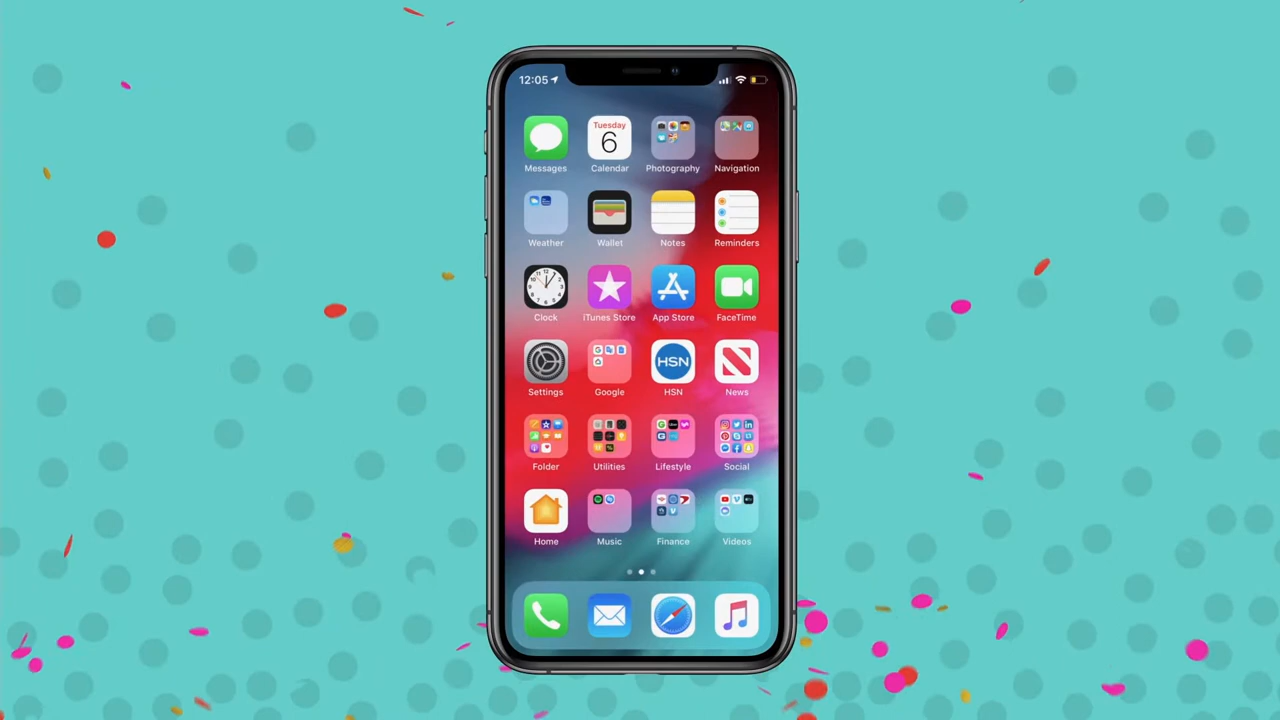 12:05
Tuesday
6
Messages Calendar Photography Navigation
Weather Wallet Notes Reminders
12
Clock iTunes Store App Store FaceTime
HSN
Settings Google HSN News
Folder Utilities Lifestyle Social
Home Music Finance Videos